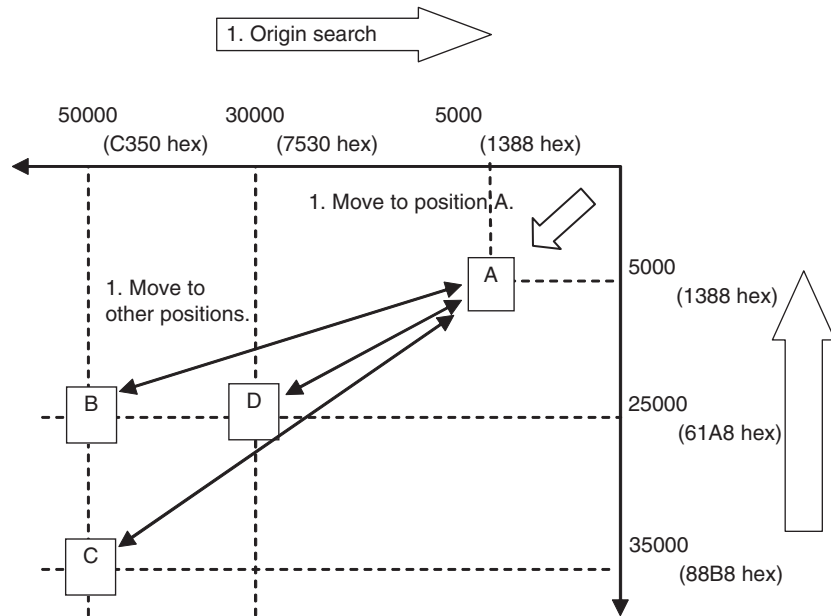 1. Origin search
50000
(C350 hex)
30000
(7530 hex)
5000
(1388 hex)
1. Move to position A.
A
5000
(1388 hex)
1. Move to
other positions.
B
D
25000
(61A8 hex)
C
35000
(88B8 hex)